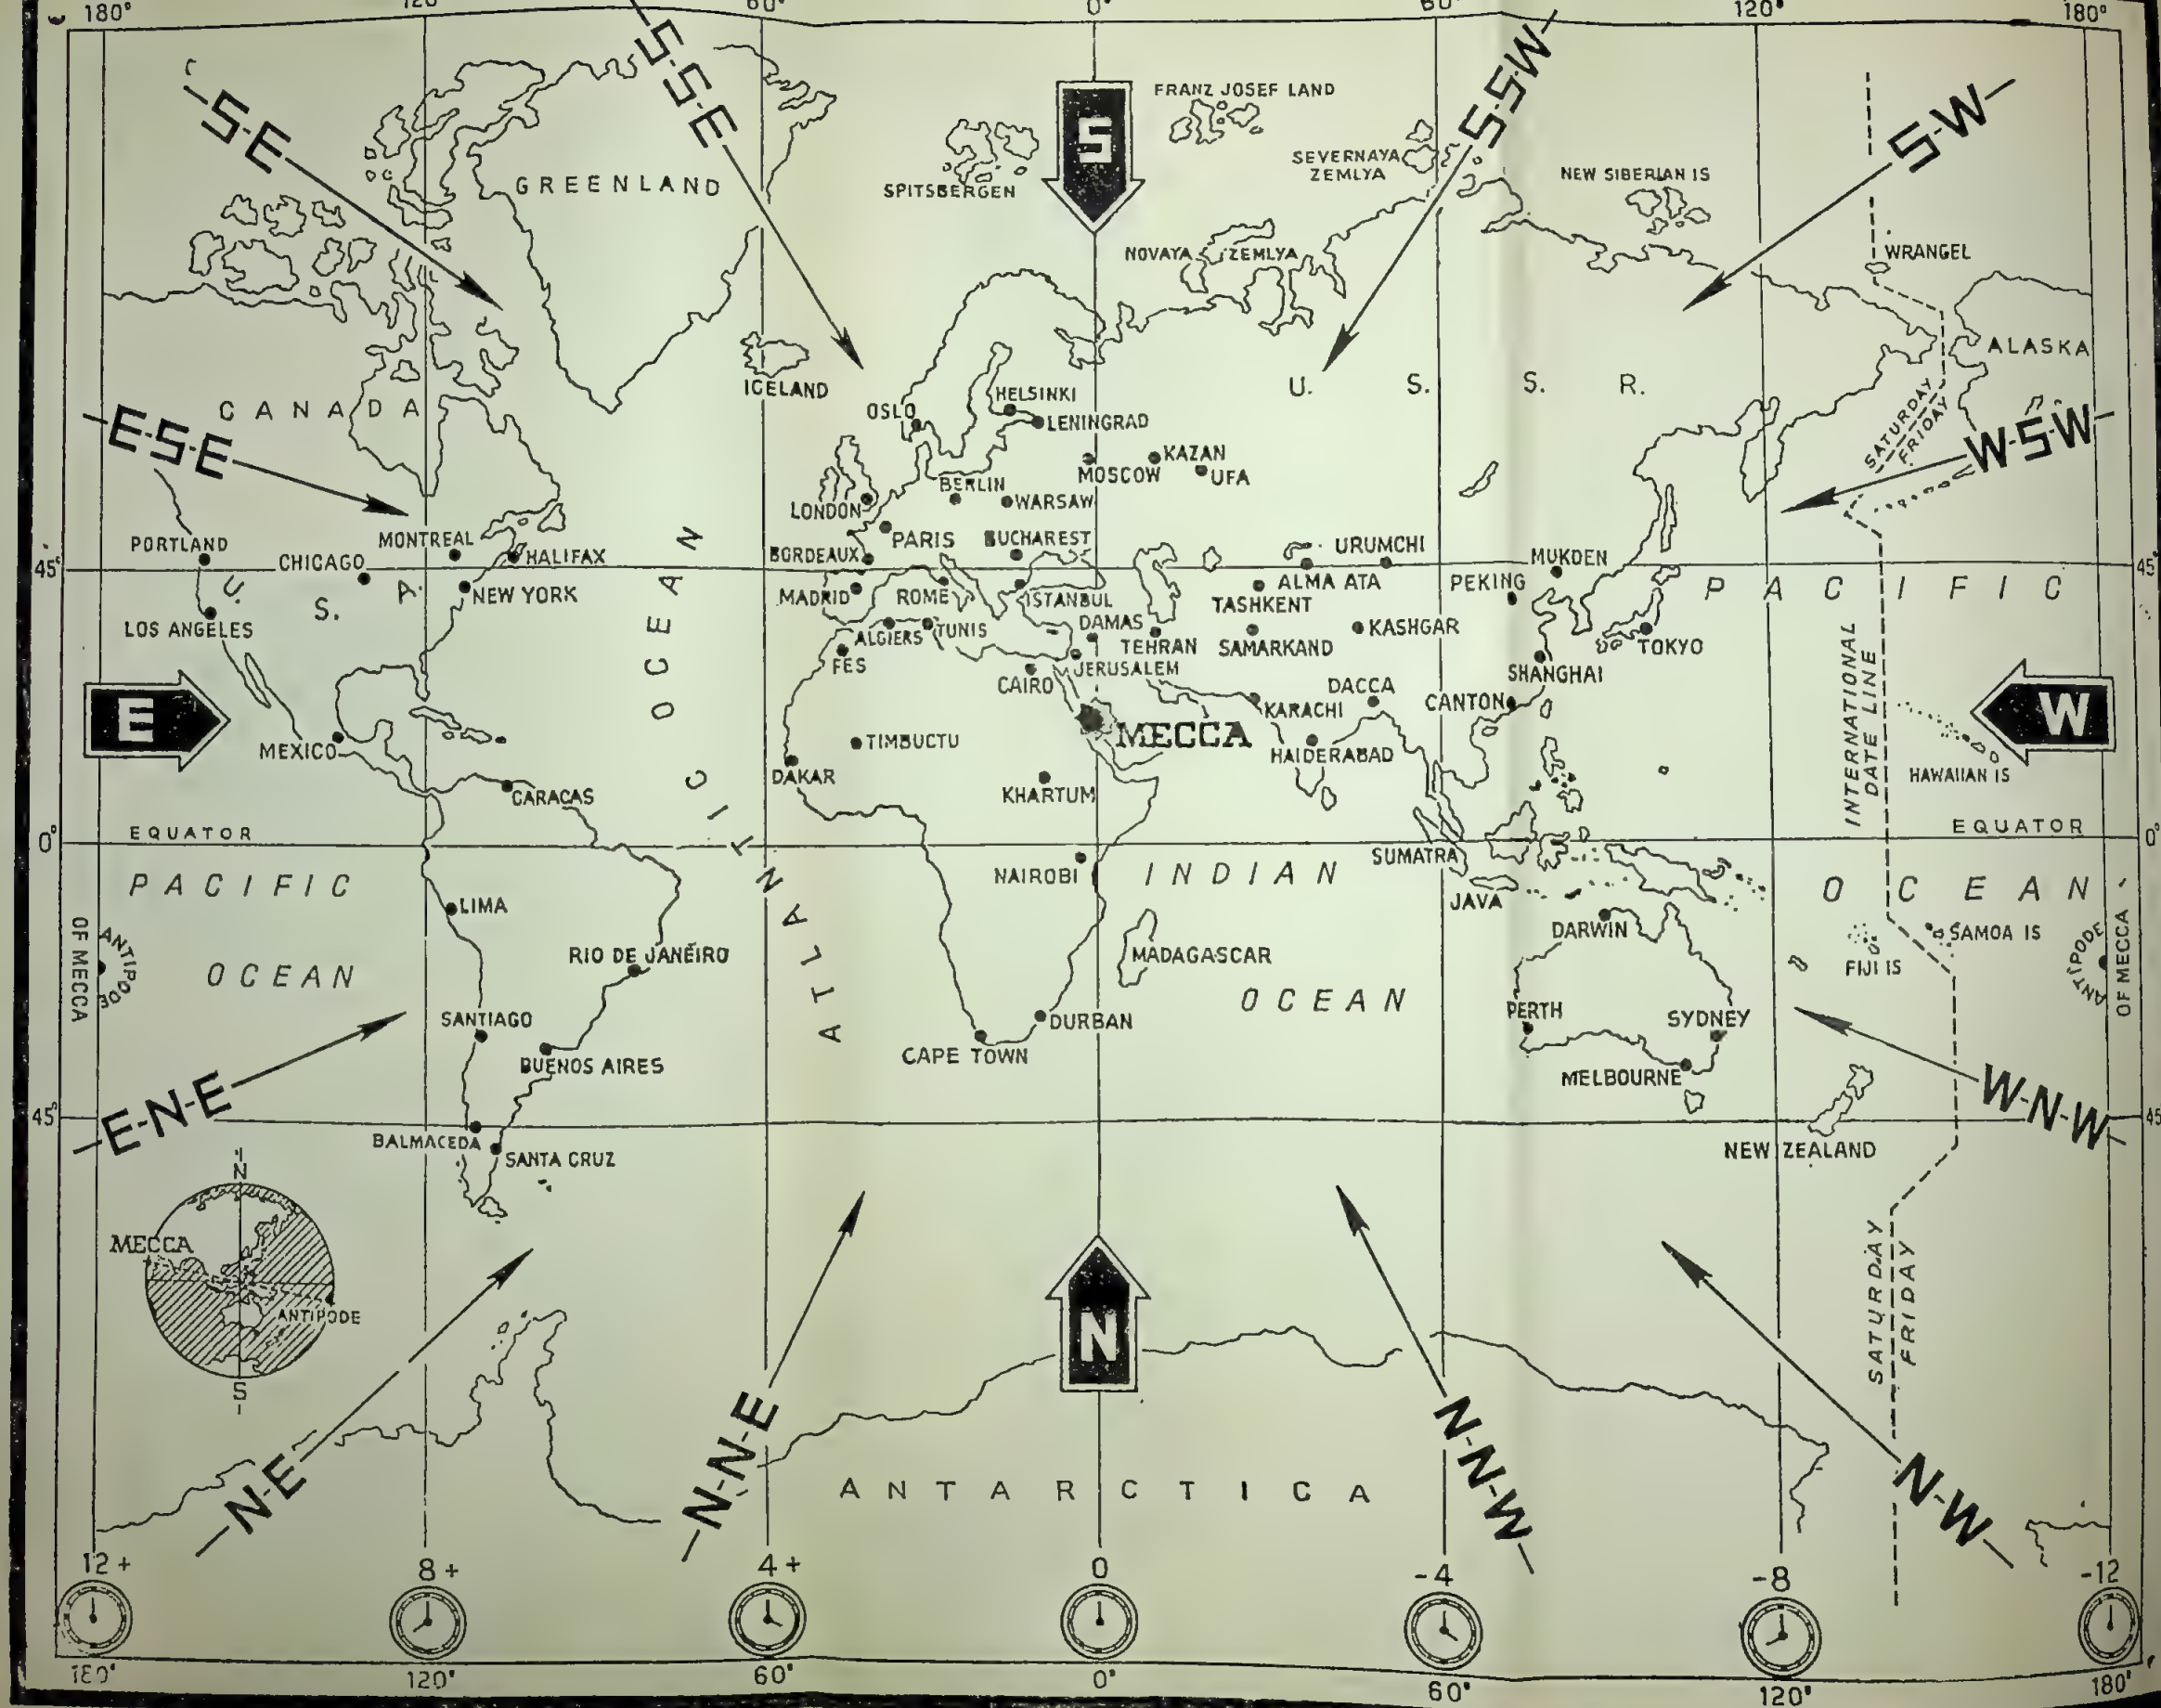 180° 120° 60° 0° 60° 120° 180°
S-E
S-S-E
S
S-S-W
S-W
FRANZ JOSEF LAND
SEVERNAYA
ZEMLYA
NEW SIBERIAN IS
GREENLAND
SPITSBERGEN
NOVAYA ZEMLYA
WRANGEL
ALASKA
ICELAND
CANADA
U. S. S. R.
SATURDAY
FRIDAY
E-S-E
W-S-W
OSLO
HELSINKI
LENINGRAD
MOSCOW
KAZAN
UFA
BERLIN
WARSAW
LONDON
PARIS
BUCHAREST
BORDEAUX
PORTLAND
CHICAGO
MONTREAL
HALIFAX
NEW YORK
U. S. A.
LOS ANGELES
45°
45°
URUMCHI
ALMA ATA
TASHKENT
MUKDEN
PEKING
PACIFIC
MADRID
ROME
ISTANBUL
ALGIERS
TUNIS
DAMAS
TEHRAN
SAMARKAND
KASHGAR
TOKYO
FES
CAIRO
JERUSALEM
SHANGHAI
KARACHI
DACCA
CANTON
E
MECCA
W
MEXICO
TIMBUCTU
HAIDERABAD
DAKAR
KHARTUM
CARACAS
INTERNATIONAL
DATE LINE
HAWAIIAN IS
ATLANTIC OCEAN
0°
EQUATOR
EQUATOR
0°
PACIFIC
OCEAN
NAIROBI
INDIAN
OCEAN
SUMATRA
JAVA
OCEAN
LIMA
RIO DE JANEIRO
MADAGASCAR
DARWIN
FIJI IS
SAMOA IS
ANTIPODE
OF MECCA
ANTIPODE
OF MECCA
SANTIAGO
BUENOS AIRES
CAPE TOWN
DURBAN
PERTH
SYDNEY
MELBOURNE
E-N-E
W-N-W
45°
45
BALMACEDA
SANTA CRUZ
NEW ZEALAND
N
MECCA
ANTIPODE
S
SATURDAY
FRIDAY
N-E
N-N-E
N
N-N-W
N-W
ANTARCTICA
12+ 8+ 4+ 0 -4 -8 -12
180° 120° 60° 0° 60° 120° 180°